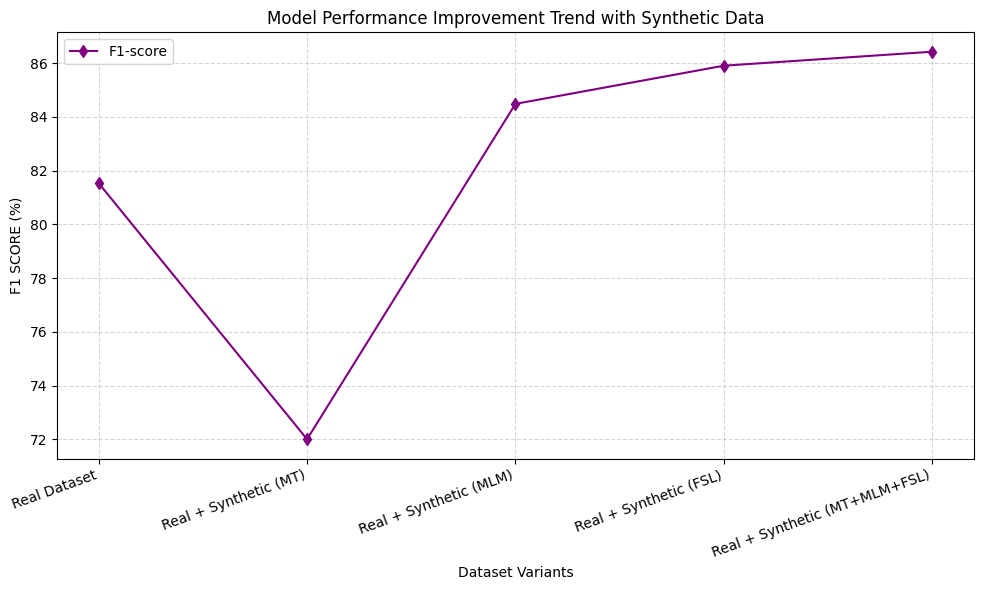 Model Performance Improvement Trend with Synthetic Data
F1-score
F1 SCORE (%)
86
84
82
80
78
76
74
72
Real Dataset
Real + Synthetic (MT)
Real + Synthetic (MLM)
Real + Synthetic (FSL)
Real + Synthetic (MT+MLM+FSL)
Dataset Variants